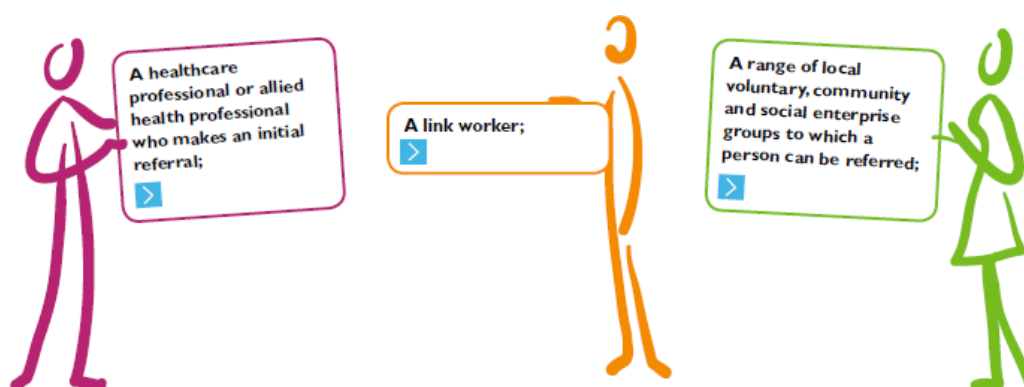 A healthcare
professional or allied
health professional
who makes an initial
referral;
A link worker;
A range of local
voluntary, community
and social enterprise
groups to which a
person can be referred;